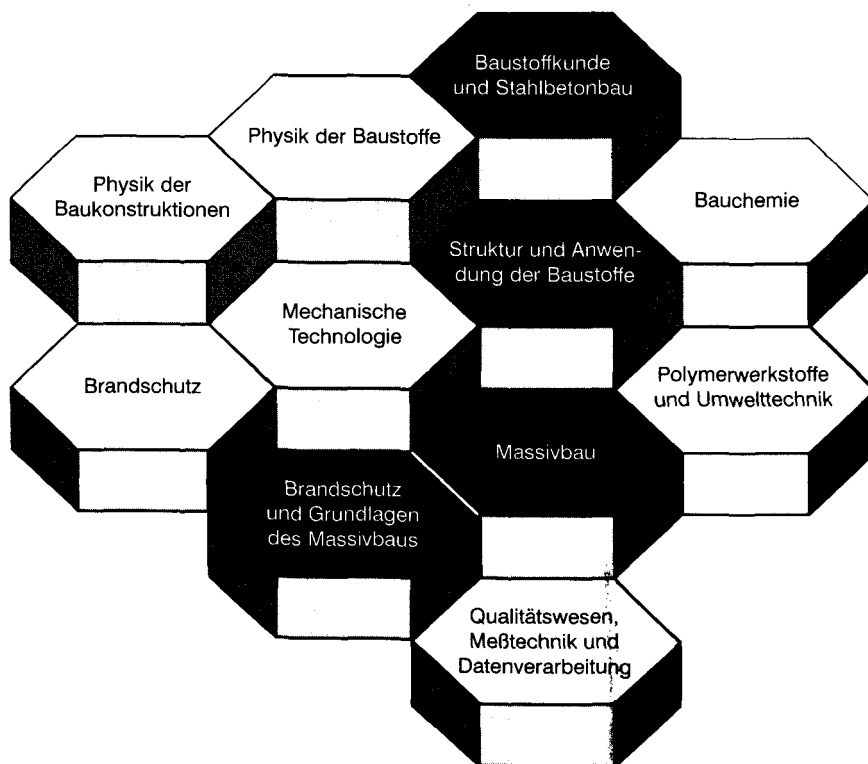 Baustoffkunde
und Stahlbetonbau
Physik der Baustoffe
Physik der
Baukonstruktionen
Bauchemie
Struktur und Anwen-
dung der Baustoffe
Mechanische
Technologie
Brandschutz
Polymerwerkstoffe
und Umwelttechnik
Massivbau
Brandschutz
und Grundlagen
des Massivbaus
Qualitätswesen,
Meßtechnik und
Datenverarbeitung